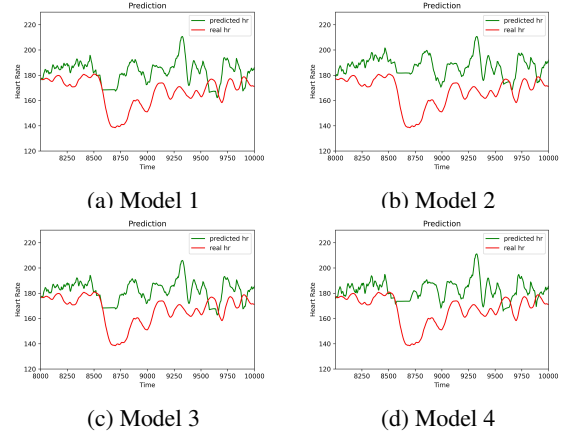 Prediction
Prediction
220
200
180
160
140
120
Heart Rate
predicted hr
real hr
8250 8500 8750 9000 9250 9500 9750 10000
Time
220
200
180
160
140
120
Heart Rate
predicted hr
real hr
8000 8250 8500 8750 9000 9250 9500 9750 10000
Time
(a) Model 1
(b) Model 2
Prediction
Prediction
220
200
180
160
140
120
Heart Rate
predicted hr
real hr
8000 8250 8500 8750 9000 9250 9500 9750 10000
Time
220
200
180
160
140
120
Heart Rate
predicted hr
real hr
8250 8500 8750 9000 9250 9500 9750 10000
Time
(c) Model 3
(d) Model 4